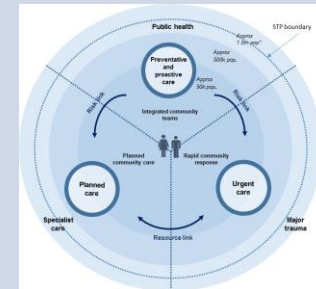 Public health
STP boundary
Approx
1.5m pop*
Approx
500k pop.
Preventative
and
proactive
care
Approx
50k pop.
Risk link
Risk link
Integrated community
teams
Planned
community care
Rapid community
response
Planned
care
Urgent
care
Specialist
care
Major
trauma
Resource link